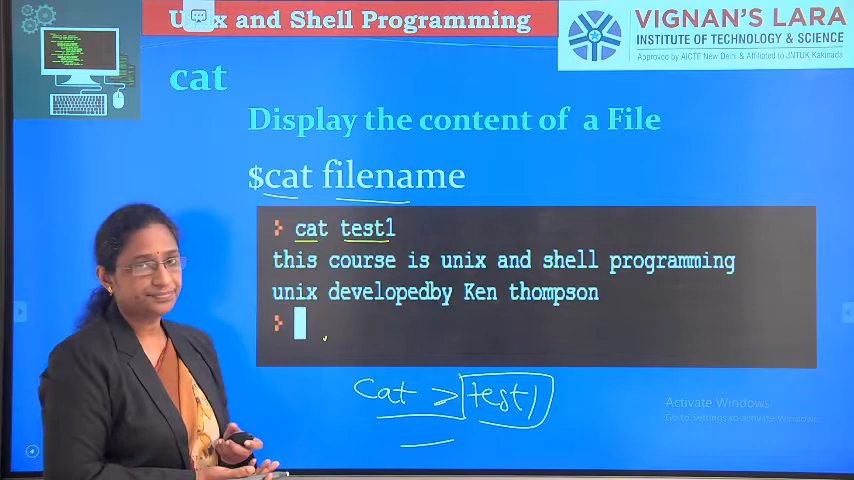 Unix and Shell Programming
VIGNAN'S LARA
INSTITUTE OF TECHNOLOGY & SCIENCE
Approved by AICTE New Delhi & Affiliated to JNTUK Kakinada
cat
Display the content of a File
$cat filename
cat test1
this course is unix and shell programming
unix developedby Ken thompson
cat > test1
Activate Windows
Go to Settings to activate Windows.